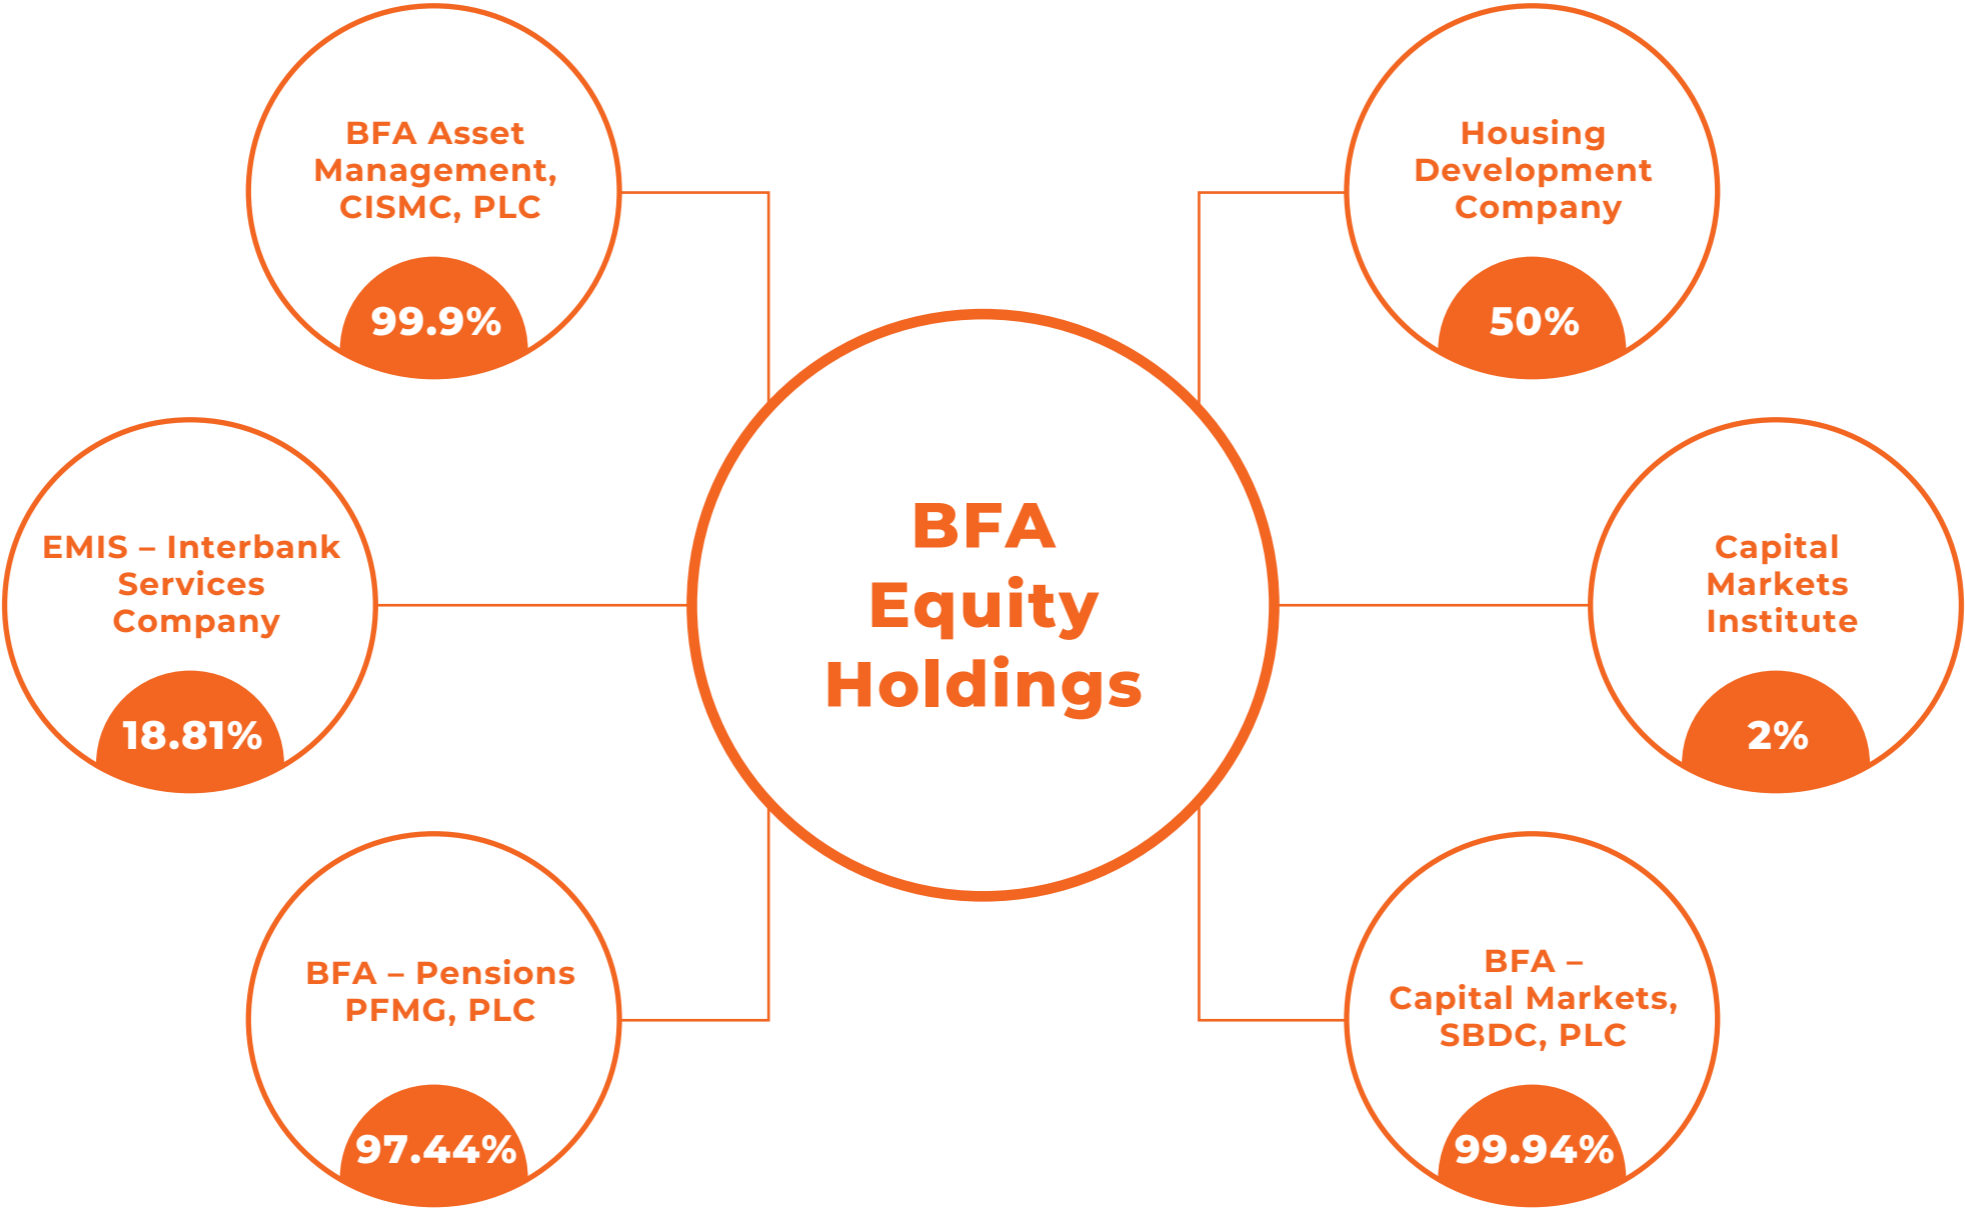 BFA Asset
Management,
CISMC, PLC
99.9%
Housing
Development
Company
50%
EMIS – Interbank
Services
Company
18.81%
BFA
Equity
Holdings
Capital
Markets
Institute
2%
BFA – Pensions
PFMG, PLC
97.44%
BFA –
Capital Markets,
SBDC, PLC
99.94%